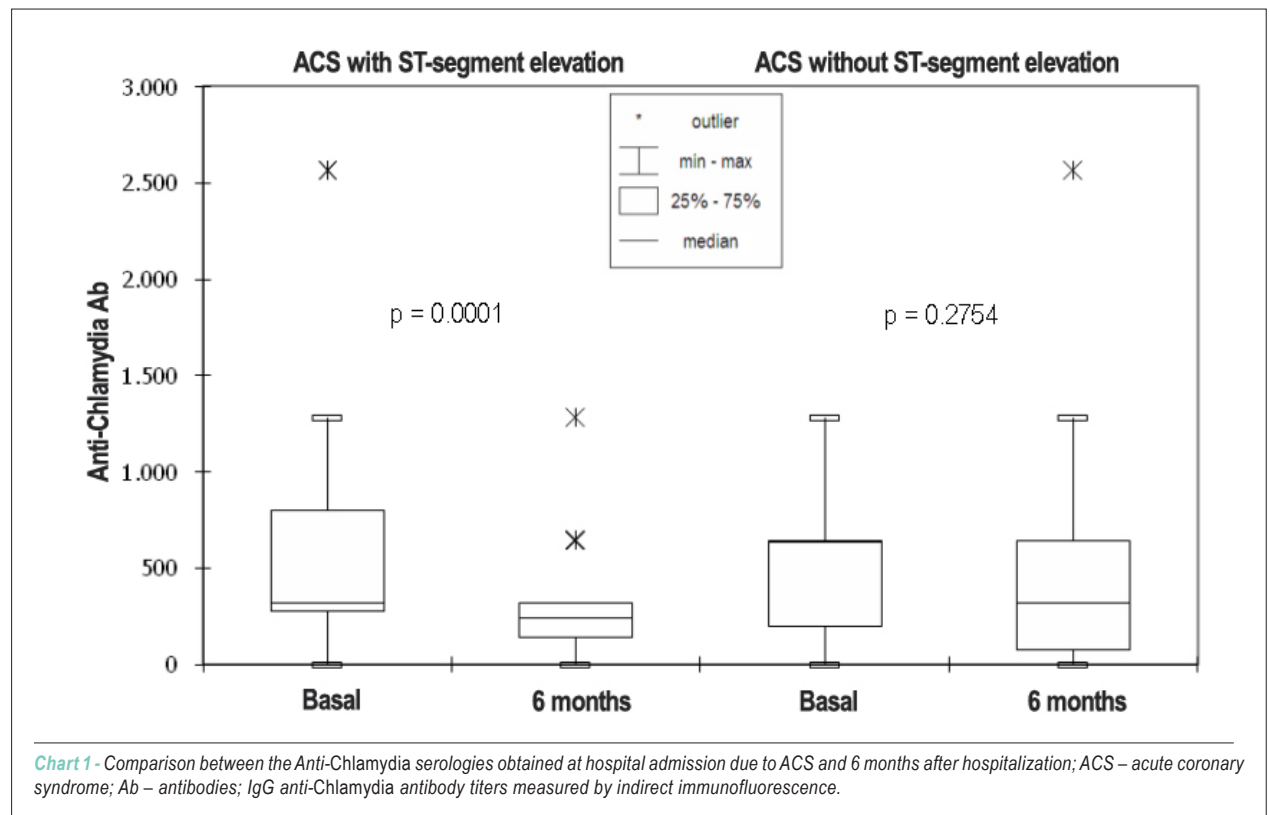 ACS with ST-segment elevation
ACS without ST-segment elevation
3.000
2.500
2.000
1.500
1.000
500
0
Anti-Chlamydia Ab
* outlier
min - max
25% - 75%
median
p = 0.0001
p = 0.2754
Basal
6 months
Basal
6 months
Chart 1 - Comparison between the Anti-Chlamydia serologies obtained at hospital admission due to ACS and 6 months after hospitalization; ACS – acute coronary
syndrome; Ab – antibodies; IgG anti-Chlamydia antibody titers measured by indirect immunofluorescence.